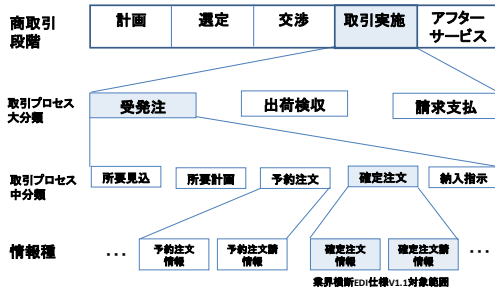 商取引
段階
計画
選定
交渉
取引実施
アフター
サービス
取引プロセス
大分類
受発注
出荷検収
請求支払
取引プロセス
中分類
所要見込
所要計画
予約注文
確定注文
納入指示
情報種
・・・
予約注文
情報
予約注文請
情報
確定注文
情報
確定注文請
情報
・・・
業界横断EDI仕様V1.1対象範囲